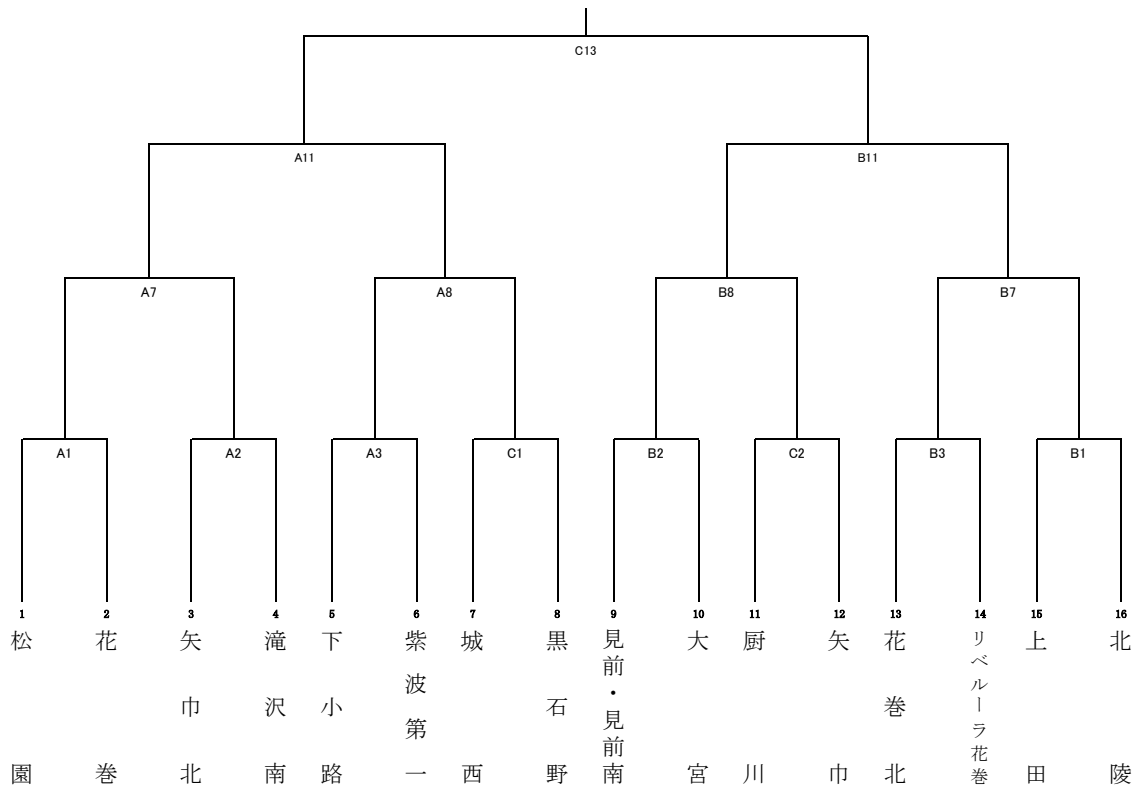 C13
A11
B11
A7
A8
B8
B7
A1
A2
A3
C1
B2
C2
B3
B1
1
2
3
4
5
6
7
8
9
10
11
12
13
14
15
16
松園
花巻
矢巾北
滝沢南
下小路
紫波第一
城西
黒石野
見前・見前南
大宮
厨川
矢巾
花巻北
リベルーラ花巻
上田
北陵